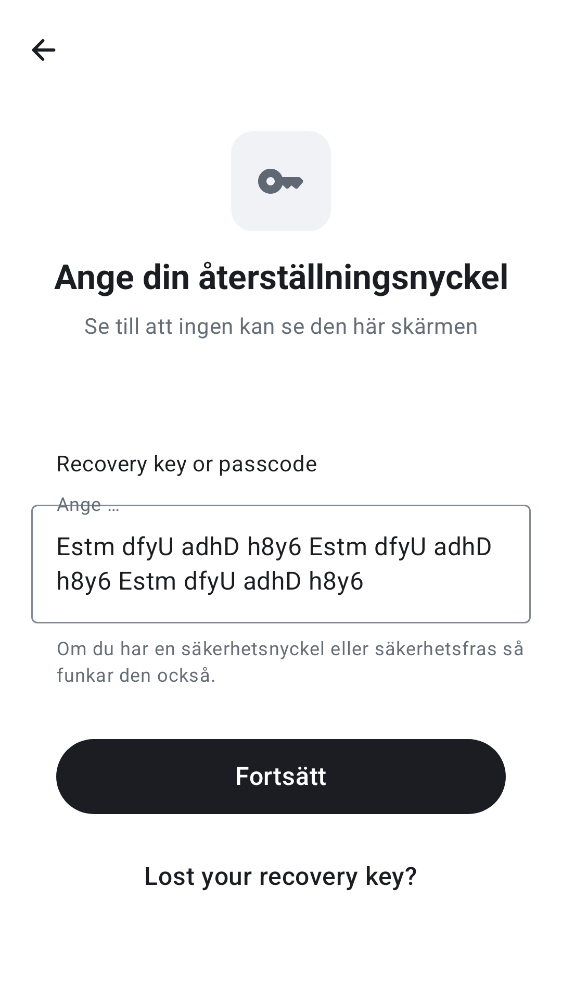 Ange din återställningsnyckel
Se till att ingen kan se den här skärmen
Recovery key or passcode
Ange …
Estm dfyU adhD h8y6 Estm dfyU adhD
h8y6 Estm dfyU adhD h8y6
Om du har en säkerhetsnyckel eller säkerhetsfras så
funkar den också.
Fortsätt
Lost your recovery key?